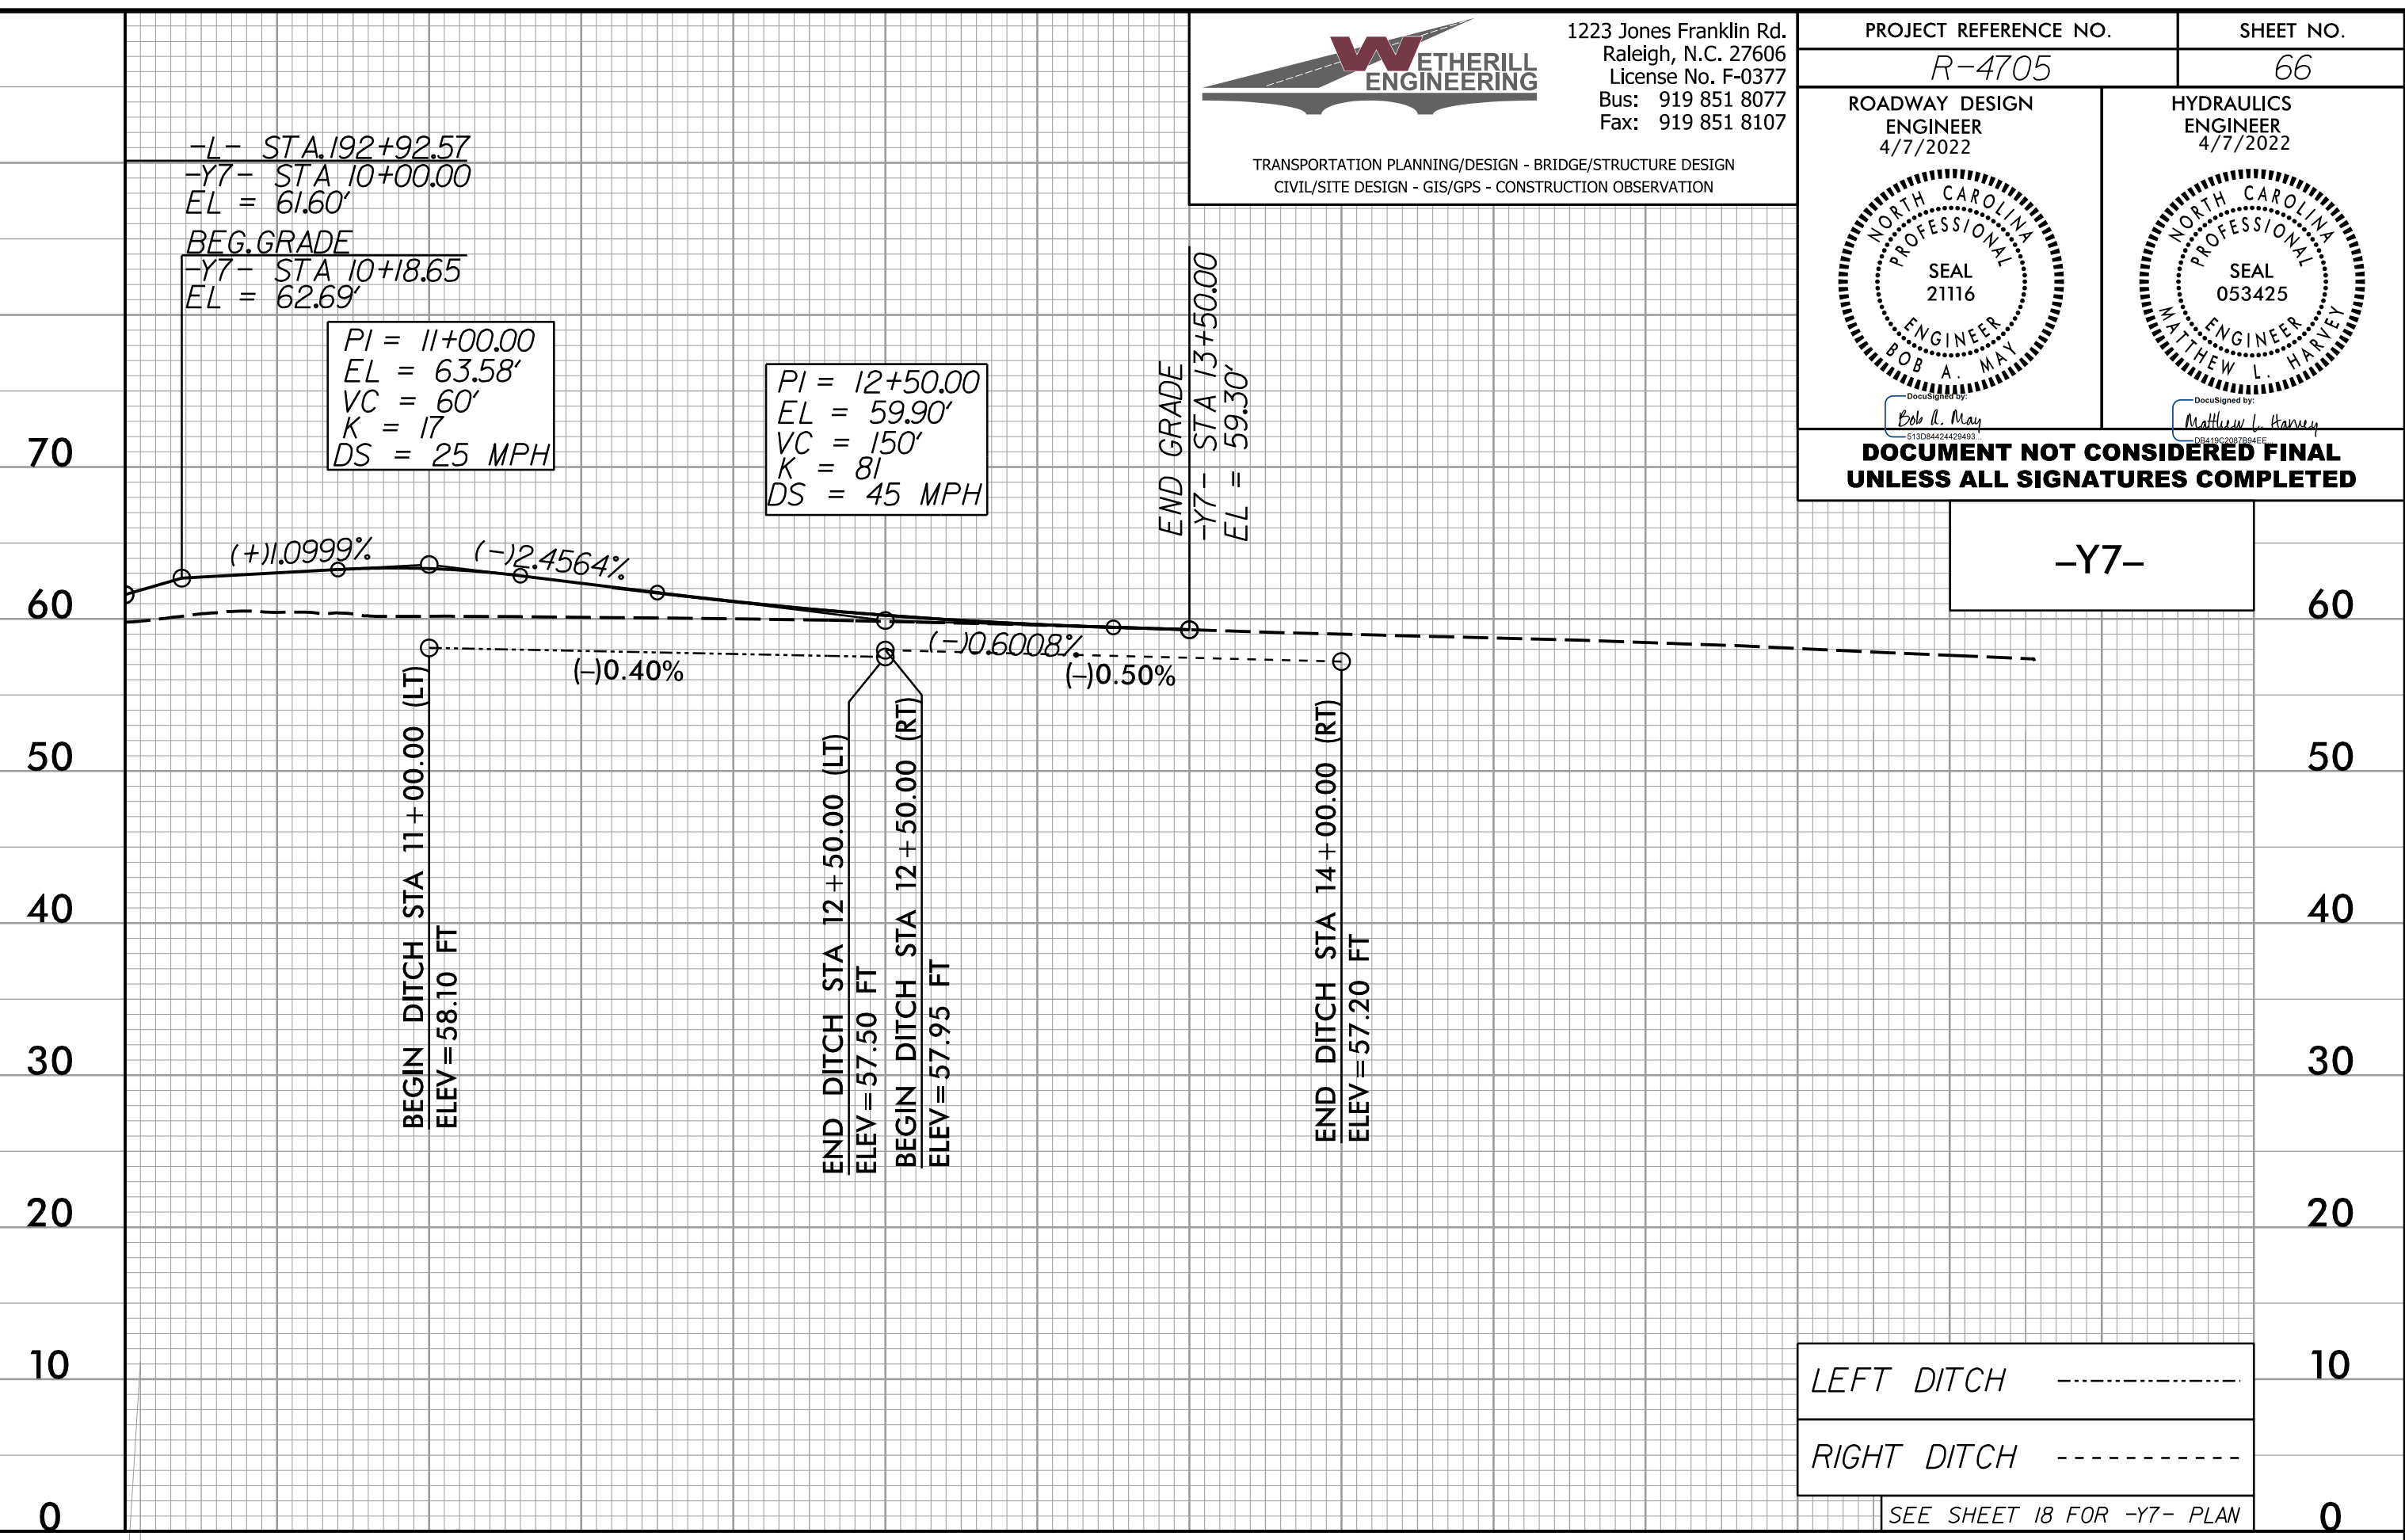 WETHERILL
ENGINEERING
1223 Jones Franklin Rd.
Raleigh, N.C. 27606
License No. F-0377
Bus: 919 851 8077
Fax: 919 851 8107
TRANSPORTATION PLANNING/DESIGN - BRIDGE/STRUCTURE DESIGN
CIVIL/SITE DESIGN - GIS/GPS - CONSTRUCTION OBSERVATION
PROJECT REFERENCE NO.
SHEET NO.
R-4705
66
ROADWAY DESIGN
ENGINEER
4/7/2022
HYDRAULICS
ENGINEER
4/7/2022
NORTH CAROLINA
PROFESSIONAL
SEAL
21116
ENGINEER
BOB A. MAY
NORTH CAROLINA
PROFESSIONAL
SEAL
053425
ENGINEER
MATTHEW L. HARVEY
DocuSigned by:
Bob A. May
513D84424429493...
DocuSigned by:
Matthew L. Harvey
DB419C2087B94EE...
DOCUMENT NOT CONSIDERED FINAL
UNLESS ALL SIGNATURES COMPLETED
-Y7-
-L- STA. 192+92.57
-Y7- STA 10+00.00
EL = 61.60'
BEG. GRADE
-Y7- STA 10+18.65
EL = 62.69'
PI = 11+00.00
EL = 63.58'
VC = 60'
K = 17
DS = 25 MPH
PI = 12+50.00
EL = 59.90'
VC = 150'
K = 81
DS = 45 MPH
END GRADE
-Y7- STA 13+50.00
EL = 59.30'
(+)1.0999%
(-)2.4564%
(-)0.6008%
(-)0.40%
(-)0.50%
BEGIN DITCH STA 11+00.00 (LT)
ELEV=58.10 FT
END DITCH STA 12+50.00 (LT)
ELEV=57.50 FT
BEGIN DITCH STA 12+50.00 (RT)
ELEV=57.95 FT
END DITCH STA 14+00.00 (RT)
ELEV=57.20 FT
70
60
50
40
30
20
10
0
60
50
40
30
20
10
0
LEFT DITCH
RIGHT DITCH
SEE SHEET 18 FOR -Y7- PLAN